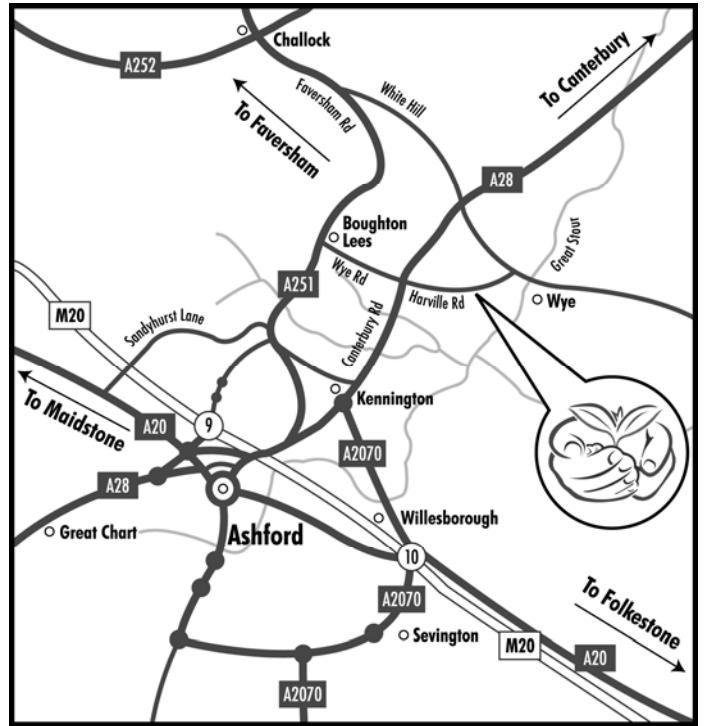 Challock
A252
Faversham Rd
White Hill
To Canterbury
To Faversham
A28
Boughton
Lees
Great Stour
Wye Rd
A251
Harville Rd
Wye
M20
Sandyhurst Lane
Canterbury Rd
Kennington
To Maidstone
A20
9
A2070
A28
Great Chart
Ashford
Willesborough
10
A2070
To Folkestone
Sevington
M20
A20
A2070